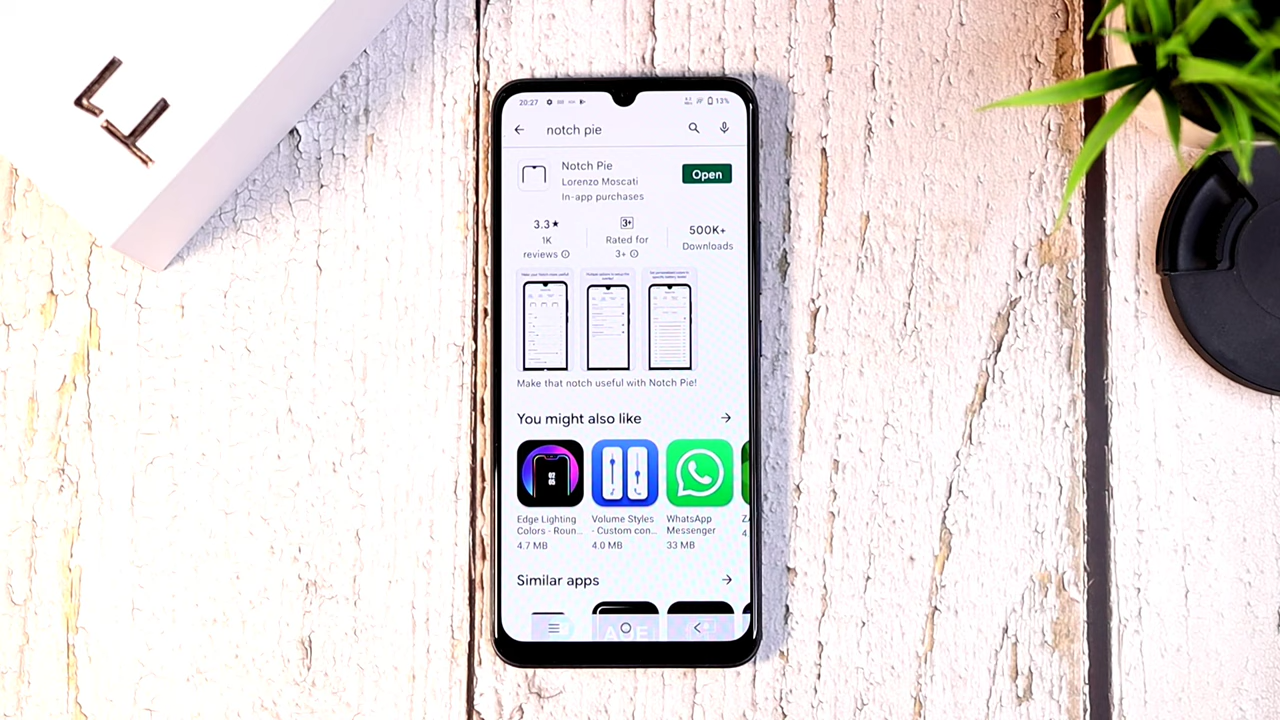 20:27
13%
notch pie
Notch Pie
Lorenzo Moscati
In-app purchases
Open
3.3★
1K
reviews
3+
Rated for
3+
500K+
Downloads
Make that notch useful with Notch Pie!
You might also like
Edge Lighting
Colors - Roun...
4.7 MB
Volume Styles
- Custom con...
4.0 MB
WhatsApp
Messenger
33 MB
Similar apps